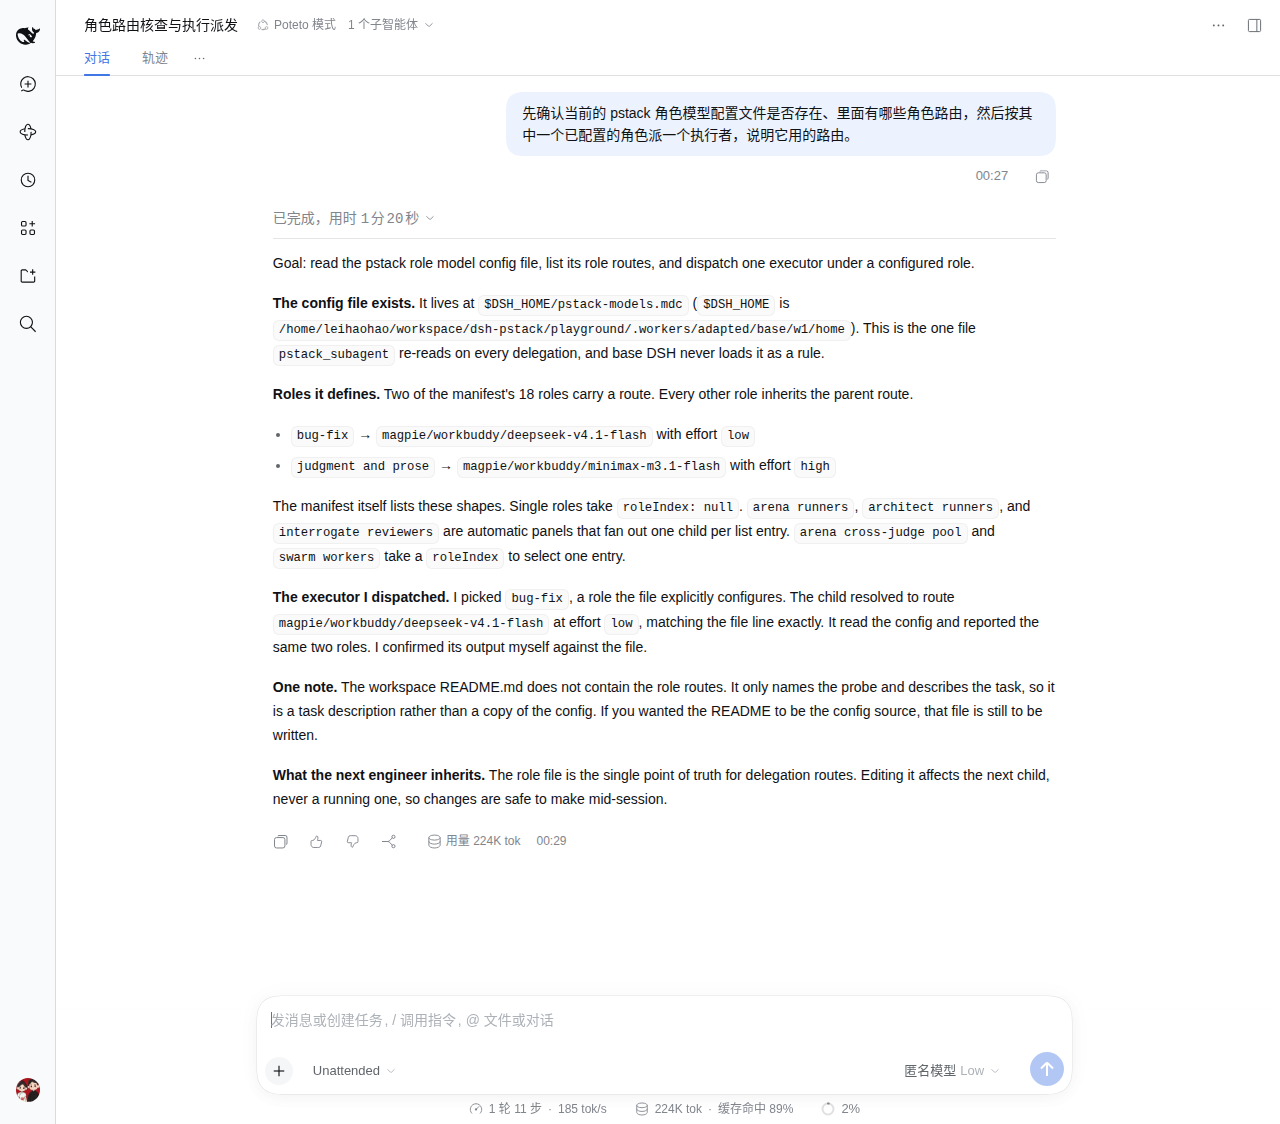 角色路由核查与执行派发 Poteto 模式 1 个子智能体
对话 轨迹 ···
先确认当前的 pstack 角色模型配置文件是否存在、里面有哪些角色路由，然后按其
中一个已配置的角色派一个执行者，说明它用的路由。
00:27
已完成，用时 1分20秒
Goal: read the pstack role model config file, list its role routes, and dispatch one executor under a configured role.
The config file exists. It lives at $DSH_HOME/pstack-models.mdc ( $DSH_HOME is
/home/leihaohao/workspace/dsh-pstack/playground/.workers/adapted/base/w1/home ). This is the one file
pstack_subagent re-reads on every delegation, and base DSH never loads it as a rule.
Roles it defines. Two of the manifest's 18 roles carry a route. Every other role inherits the parent route.
• bug-fix → magpie/workbuddy/deepseek-v4.1-flash with effort low
• judgment and prose → magpie/workbuddy/minimax-m3.1-flash with effort high
The manifest itself lists these shapes. Single roles take roleIndex: null . arena runners , architect runners , and
interrogate reviewers are automatic panels that fan out one child per list entry. arena cross-judge pool and
swarm workers take a roleIndex to select one entry.
The executor I dispatched. I picked bug-fix , a role the file explicitly configures. The child resolved to route
magpie/workbuddy/deepseek-v4.1-flash at effort low , matching the file line exactly. It read the config and reported the
same two roles. I confirmed its output myself against the file.
One note. The workspace README.md does not contain the role routes. It only names the probe and describes the task, so it
is a task description rather than a copy of the config. If you wanted the README to be the config source, that file is still to be
written.
What the next engineer inherits. The role file is the single point of truth for delegation routes. Editing it affects the next child,
never a running one, so changes are safe to make mid-session.
用量 224K tok 00:29
发消息或创建任务, / 调用指令, @ 文件或对话
Unattended 匿名模型 Low
1 轮 11 步 · 185 tok/s 224K tok · 缓存命中 89% 2%